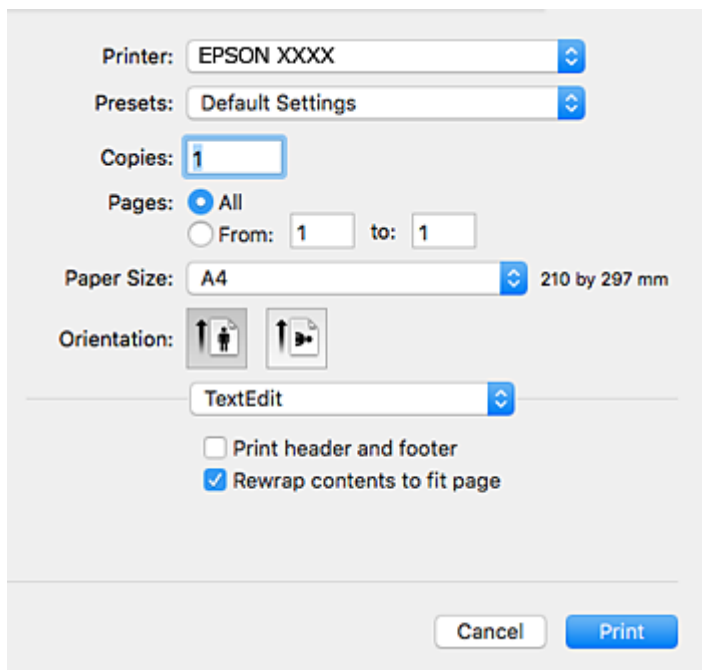 Printer: EPSON XXXX
Presets: Default Settings
Copies: 1
Pages: All
From: 1 to: 1
Paper Size: A4 210 by 297 mm
Orientation:
TextEdit
Print header and footer
Rewrap contents to fit page
Cancel Print